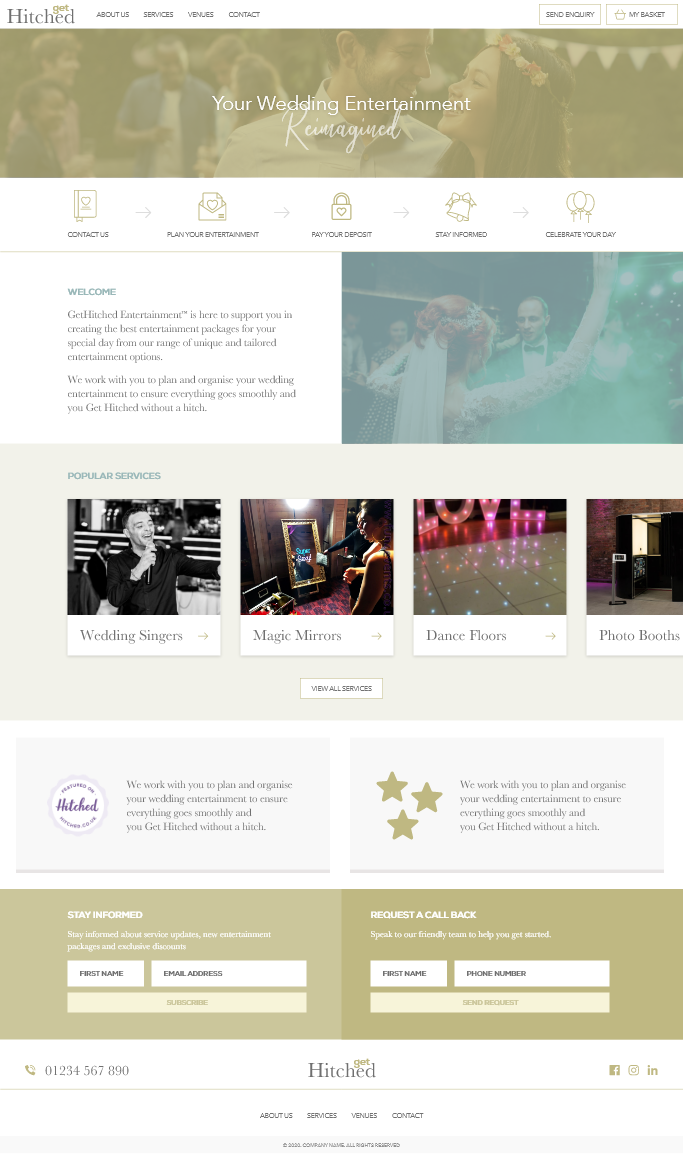 get
Hitched
ABOUT US SERVICES VENUES CONTACT
SEND ENQUIRY MY BASKET
Your Wedding Entertainment
Reimagined
CONTACT US PLAN YOUR ENTERTAINMENT PAY YOUR DEPOSIT STAY INFORMED CELEBRATE YOUR DAY
WELCOME
GetHitched Entertainment™ is here to support you in
creating the best entertainment packages for your
special day from our range of unique and tailored
entertainment options.
We work with you to plan and organise your wedding
entertainment to ensure everything goes smoothly and
you Get Hitched without a hitch.
POPULAR SERVICES
LOVE
Wedding Singers Magic Mirrors Dance Floors Photo Booths
VIEW ALL SERVICES
FEATURED ON
Hitched
HITCHED.CO.UK
We work with you to plan and organise
your wedding entertainment to ensure
everything goes smoothly and
you Get Hitched without a hitch.
We work with you to plan and organise
your wedding entertainment to ensure
everything goes smoothly and
you Get Hitched without a hitch.
STAY INFORMED
Stay informed about service updates, new entertainment
packages and exclusive discounts
FIRST NAME EMAIL ADDRESS
SUBSCRIBE
REQUEST A CALL BACK
Speak to our friendly team to help you get started.
FIRST NAME PHONE NUMBER
SEND REQUEST
01234 567 890
get
Hitched
ABOUT US SERVICES VENUES CONTACT
© 2020. COMPANY NAME. ALL RIGHTS RESERVED